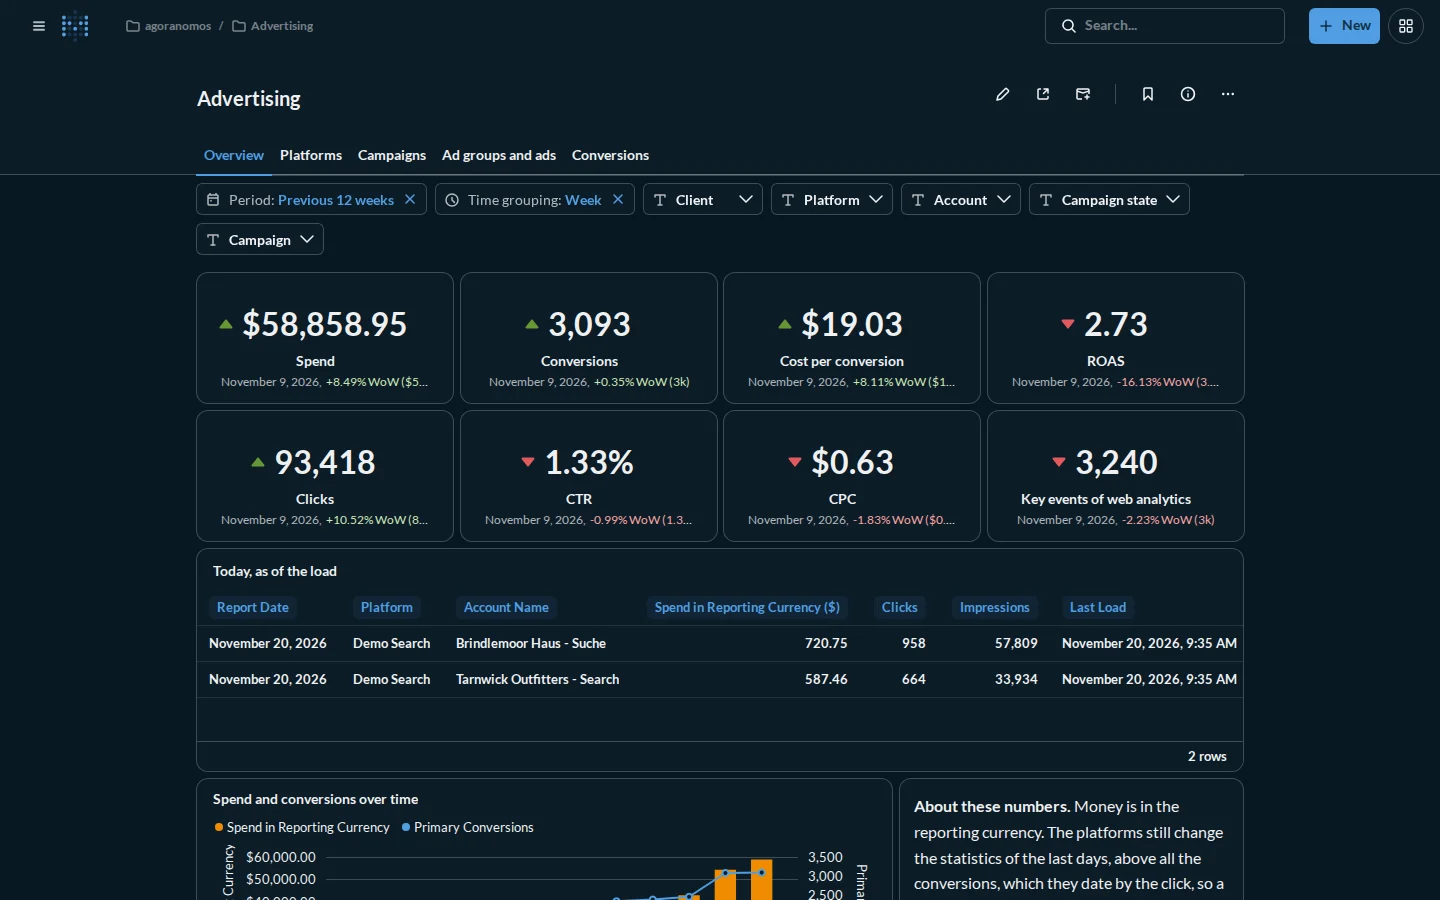 agoranomos / Advertising
Search...
New
Advertising
Overview Platforms Campaigns Ad groups and ads Conversions
Period: Previous 12 weeks
Time grouping: Week
Client
Platform
Account
Campaign state
Campaign
$58,858.95
Spend
November 9, 2026, +8.49% WoW ($5...
3,093
Conversions
November 9, 2026, +0.35% WoW (3k)
$19.03
Cost per conversion
November 9, 2026, +8.11% WoW ($1...
2.73
ROAS
November 9, 2026, -16.13% WoW (3....
93,418
Clicks
November 9, 2026, +10.52% WoW (8...
1.33%
CTR
November 9, 2026, -0.99% WoW (1.3...
$0.63
CPC
November 9, 2026, -1.83% WoW ($0....
3,240
Key events of web analytics
November 9, 2026, -2.23% WoW (3k)
Today, as of the load
Report Date Platform Account Name Spend in Reporting Currency ($) Clicks Impressions Last Load
November 20, 2026 Demo Search Brindlemoor Haus - Suche 720.75 958 57,809 November 20, 2026, 9:35 AM
November 20, 2026 Demo Search Tarnwick Outfitters - Search 587.46 664 33,934 November 20, 2026, 9:35 AM
2 rows
Spend and conversions over time
Spend in Reporting Currency Primary Conversions
$60,000.00
$50,000.00
3,500
3,000
2,500
Currency
About these numbers. Money is in the
reporting currency. The platforms still change
the statistics of the last days, above all the
conversions, which they date by the click, so a